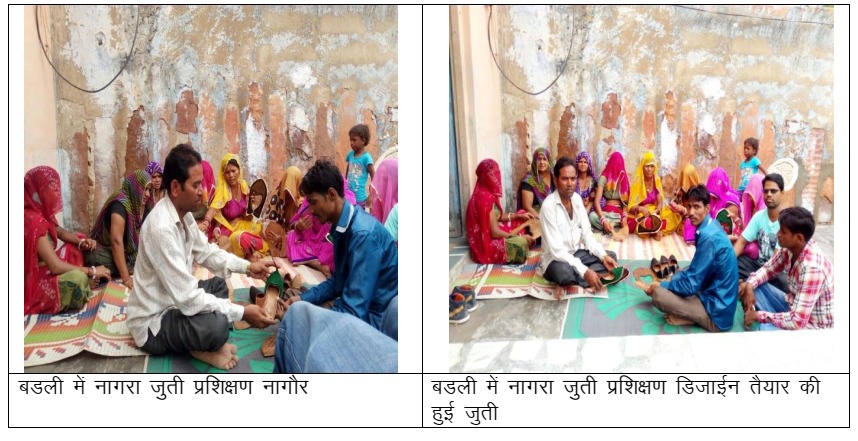 बडली में नागरा जुती प्रशिक्षण नागौर
बडली में नागरा जुती प्रशिक्षण डिजाईन तैयार की
हुई जुती